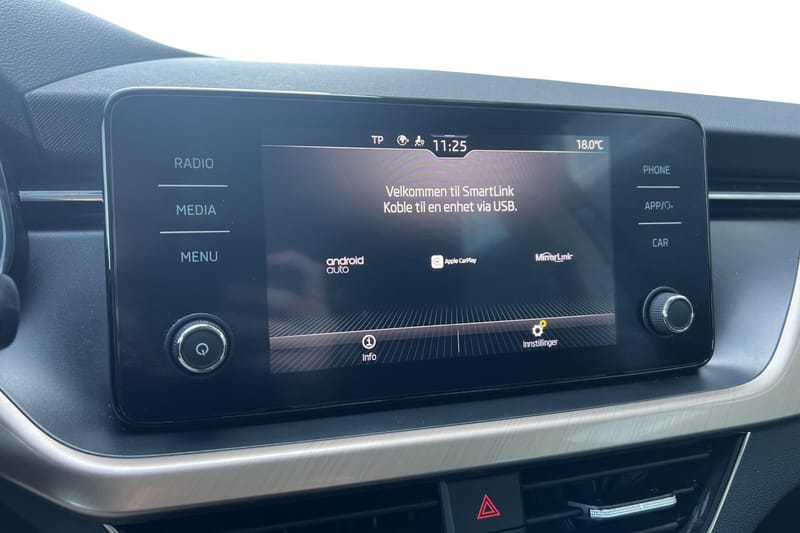 TP
11:25
18.0°C
RADIO
MEDIA
MENU
Velkommen til SmartLink
Koble til en enhet via USB.
android
auto
Apple CarPlay
MirrorLink
Info
Innstillinger
PHONE
APP/
CAR